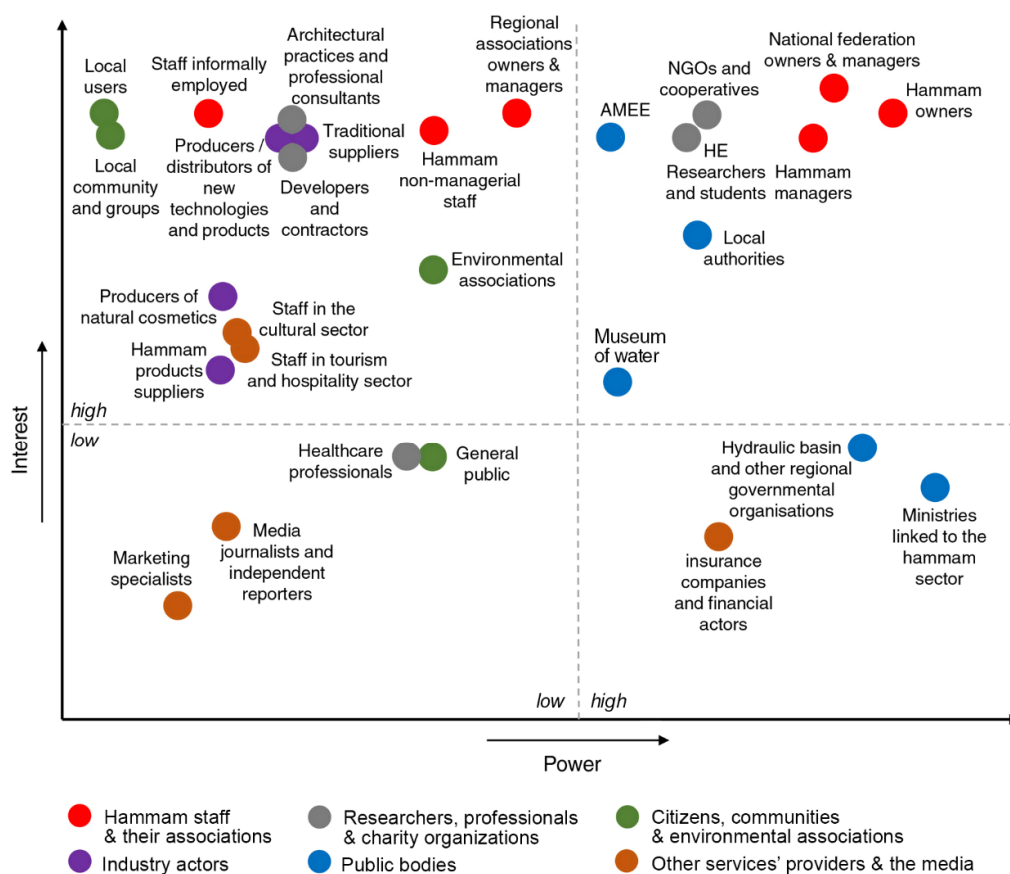 Local
users
Staff informally
employed
Architectural
practices and
professional
consultants
Regional
associations
owners &
managers
National federation
owners & managers
NGOs and
cooperatives
AMEE
Hammam
owners
Local
community
and groups
Producers /
distributors of
new
technologies
and products
Traditional
suppliers
Developers
and
contractors
Hammam
non-managerial
staff
HE
Researchers
and students
Hammam
managers
Local
authorities
Environmental
associations
Producers of
natural cosmetics
Staff in the
cultural sector
Hammam
products
suppliers
Staff in tourism
and hospitality sector
Museum
of water
Interest
high
low
Healthcare
professionals
General
public
Hydraulic basin
and other regional
governmental
organisations
Ministries
linked to the
hammam
sector
Marketing
specialists
Media
journalists and
independent
reporters
insurance
companies
and financial
actors
low
high
Power
Hammam staff
& their associations
Researchers, professionals
& charity organizations
Citizens, communities
& environmental associations
Industry actors
Public bodies
Other services' providers & the media